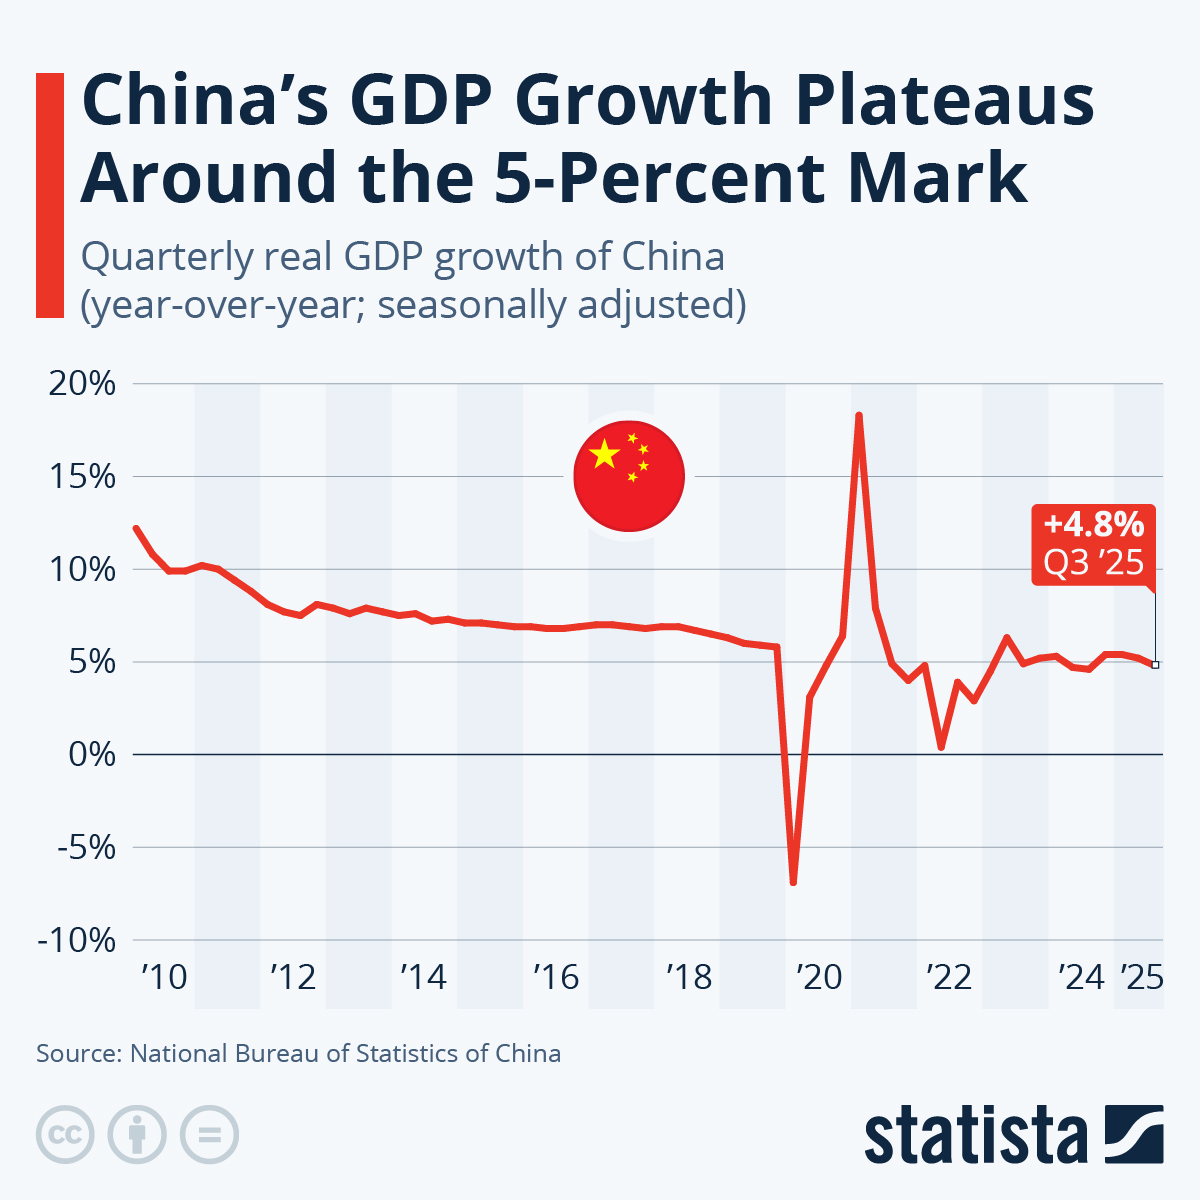 China’s GDP Growth Plateaus
Around the 5-Percent Mark
Quarterly real GDP growth of China
(year-over-year; seasonally adjusted)
20%
15%
10%
5%
0%
-5%
-10%
+4.8%
Q3 ’25
’10 ’12 ’14 ’16 ’18 ’20 ’22 ’24 ’25
Source: National Bureau of Statistics of China
cc
statista